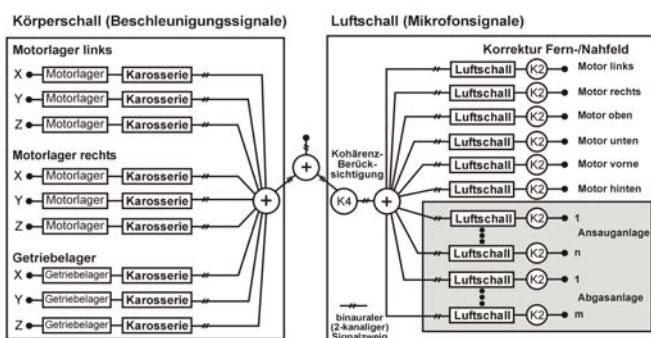 Körperschall (Beschleunigungssignale)
Motorlager links
X Motorlager Karosserie
Y Motorlager Karosserie
Z Motorlager Karosserie
Motorlager rechts
X Motorlager Karosserie
Y Motorlager Karosserie
Z Motorlager Karosserie
Getriebelager
X Getriebelager Karosserie
Y Getriebelager Karosserie
Z Getriebelager Karosserie
+
+
Luftschall (Mikrofonsignale)
Korrektur Fern-/Nahfeld
Kohärenz-
Berück-
sichtigung
K4
+
Luftschall K2 Motor links
Luftschall K2 Motor rechts
Luftschall K2 Motor oben
Luftschall K2 Motor unten
Luftschall K2 Motor vorne
Luftschall K2 Motor hinten
Luftschall K2 1
Ansauganlage
Luftschall K2 n
Luftschall K2 1
Abgasanlage
Luftschall K2 m
binauraler
(2-kanaliger)
Signalzweig